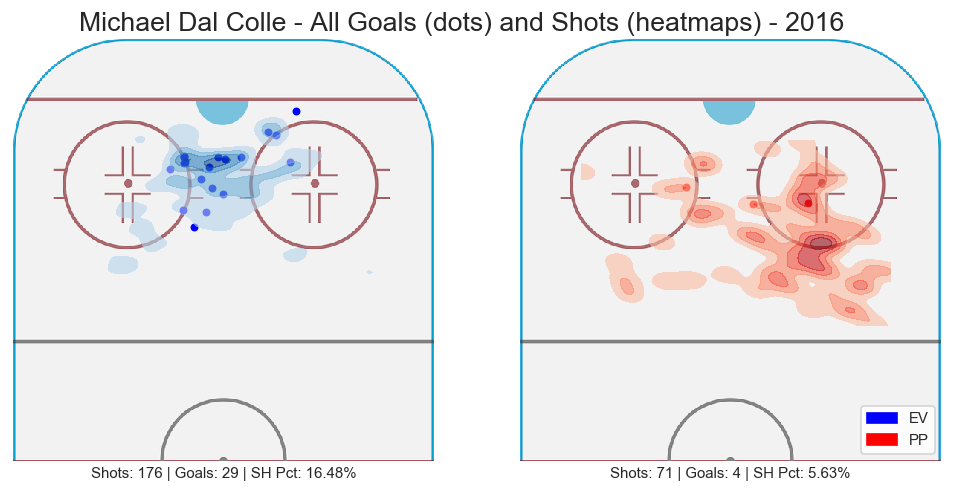 Michael Dal Colle - All Goals (dots) and Shots (heatmaps) - 2016
EV
PP
Shots: 176 | Goals: 29 | SH Pct: 16.48%
Shots: 71 | Goals: 4 | SH Pct: 5.63%